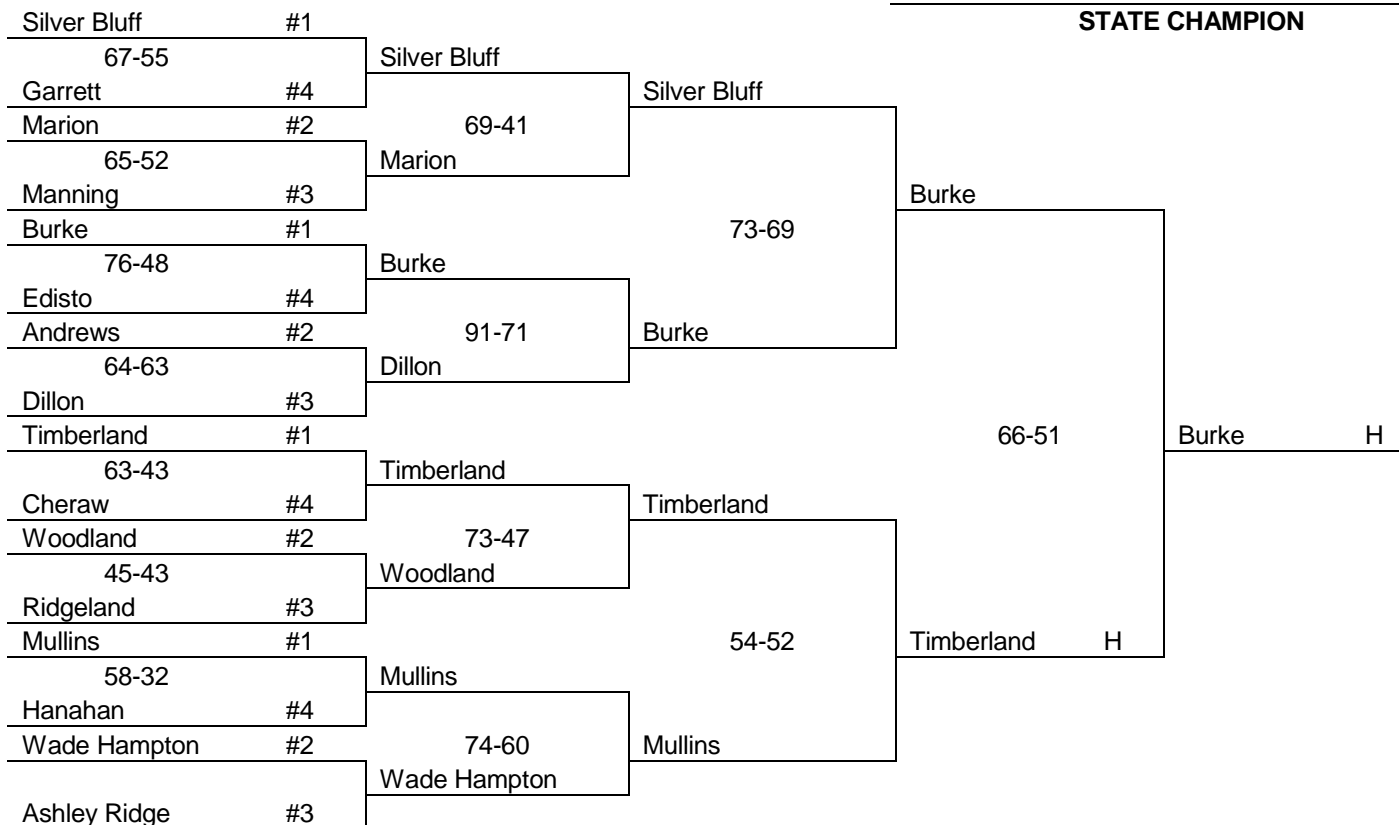 STATE CHAMPION
Silver Bluff #1
67-55 Silver Bluff
Garrett #4 Silver Bluff
Marion #2 69-41
65-52 Marion
Manning #3 Burke
Burke #1 73-69
76-48 Burke
Edisto #4
Andrews #2 91-71 Burke
64-63 Dillon
Dillon #3
Timberland #1 66-51 Burke H
63-43 Timberland
Cheraw #4 Timberland
Woodland #2 73-47
45-43 Woodland
Ridgeland #3
Mullins #1 54-52 Timberland H
58-32 Mullins
Hanahan #4
Wade Hampton #2 74-60 Mullins
Wade Hampton
Ashley Ridge #3